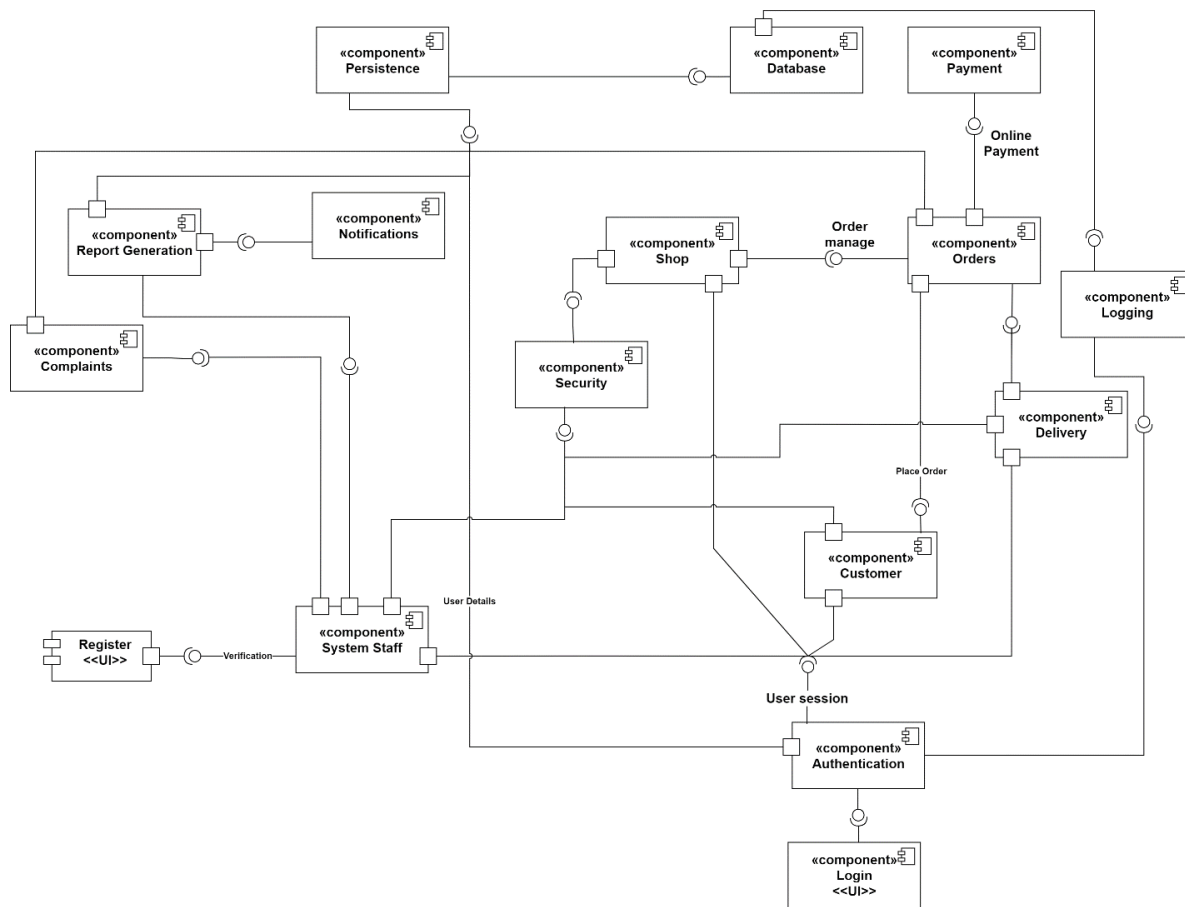 «component»
Persistence
«component»
Database
«component»
Payment
Online
Payment
«component»
Report Generation
«component»
Notifications
«component»
Shop
Order
manage
«component»
Orders
«component»
Logging
«component»
Complaints
«component»
Security
«component»
Delivery
Place Order
«component»
Customer
User Details
Register
<<UI>>
Verification
«component»
System Staff
User session
«component»
Authentication
«component»
Login
<<UI>>